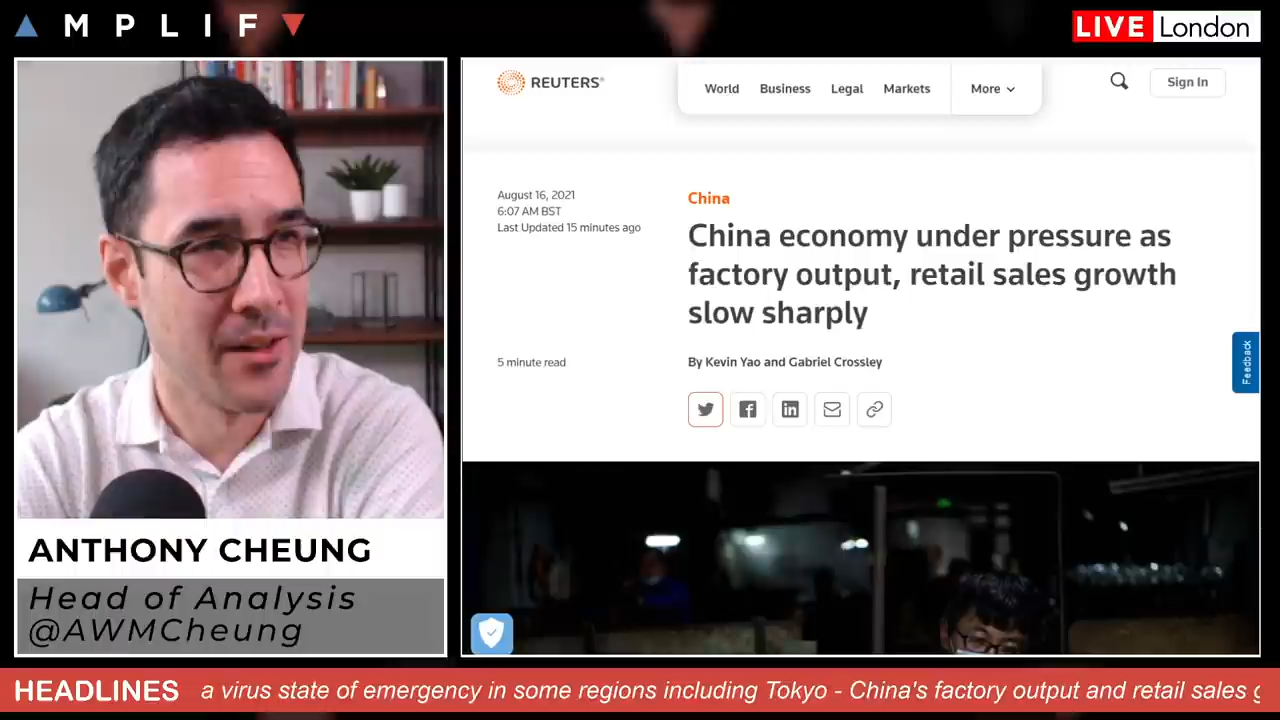 AMPLIFY
LIVE London
REUTERS
World Business Legal Markets More
Sign In
August 16, 2021
6:07 AM BST
Last Updated 15 minutes ago
China
China economy under pressure as
factory output, retail sales growth
slow sharply
5 minute read
By Kevin Yao and Gabriel Crossley
Feedback
ANTHONY CHEUNG
Head of Analysis
@AWMCheung
HEADLINES a virus state of emergency in some regions including Tokyo - China's factory output and retail sales g